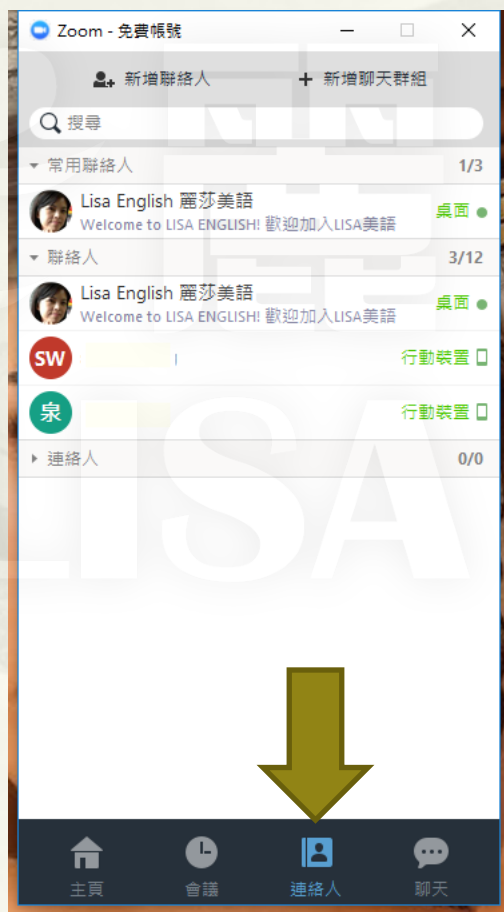 Zoom - 免費帳號
新增聯絡人 新增聊天群組
搜尋
常用聯絡人 1/3
Lisa English 麗莎美語 桌面
Welcome to LISA ENGLISH! 歡迎加入LISA美語
聯絡人 3/12
Lisa English 麗莎美語 桌面
Welcome to LISA ENGLISH! 歡迎加入LISA美語
SW 行動裝置
泉 行動裝置
連絡人 0/0
LISA
主頁 會議 連絡人 聊天